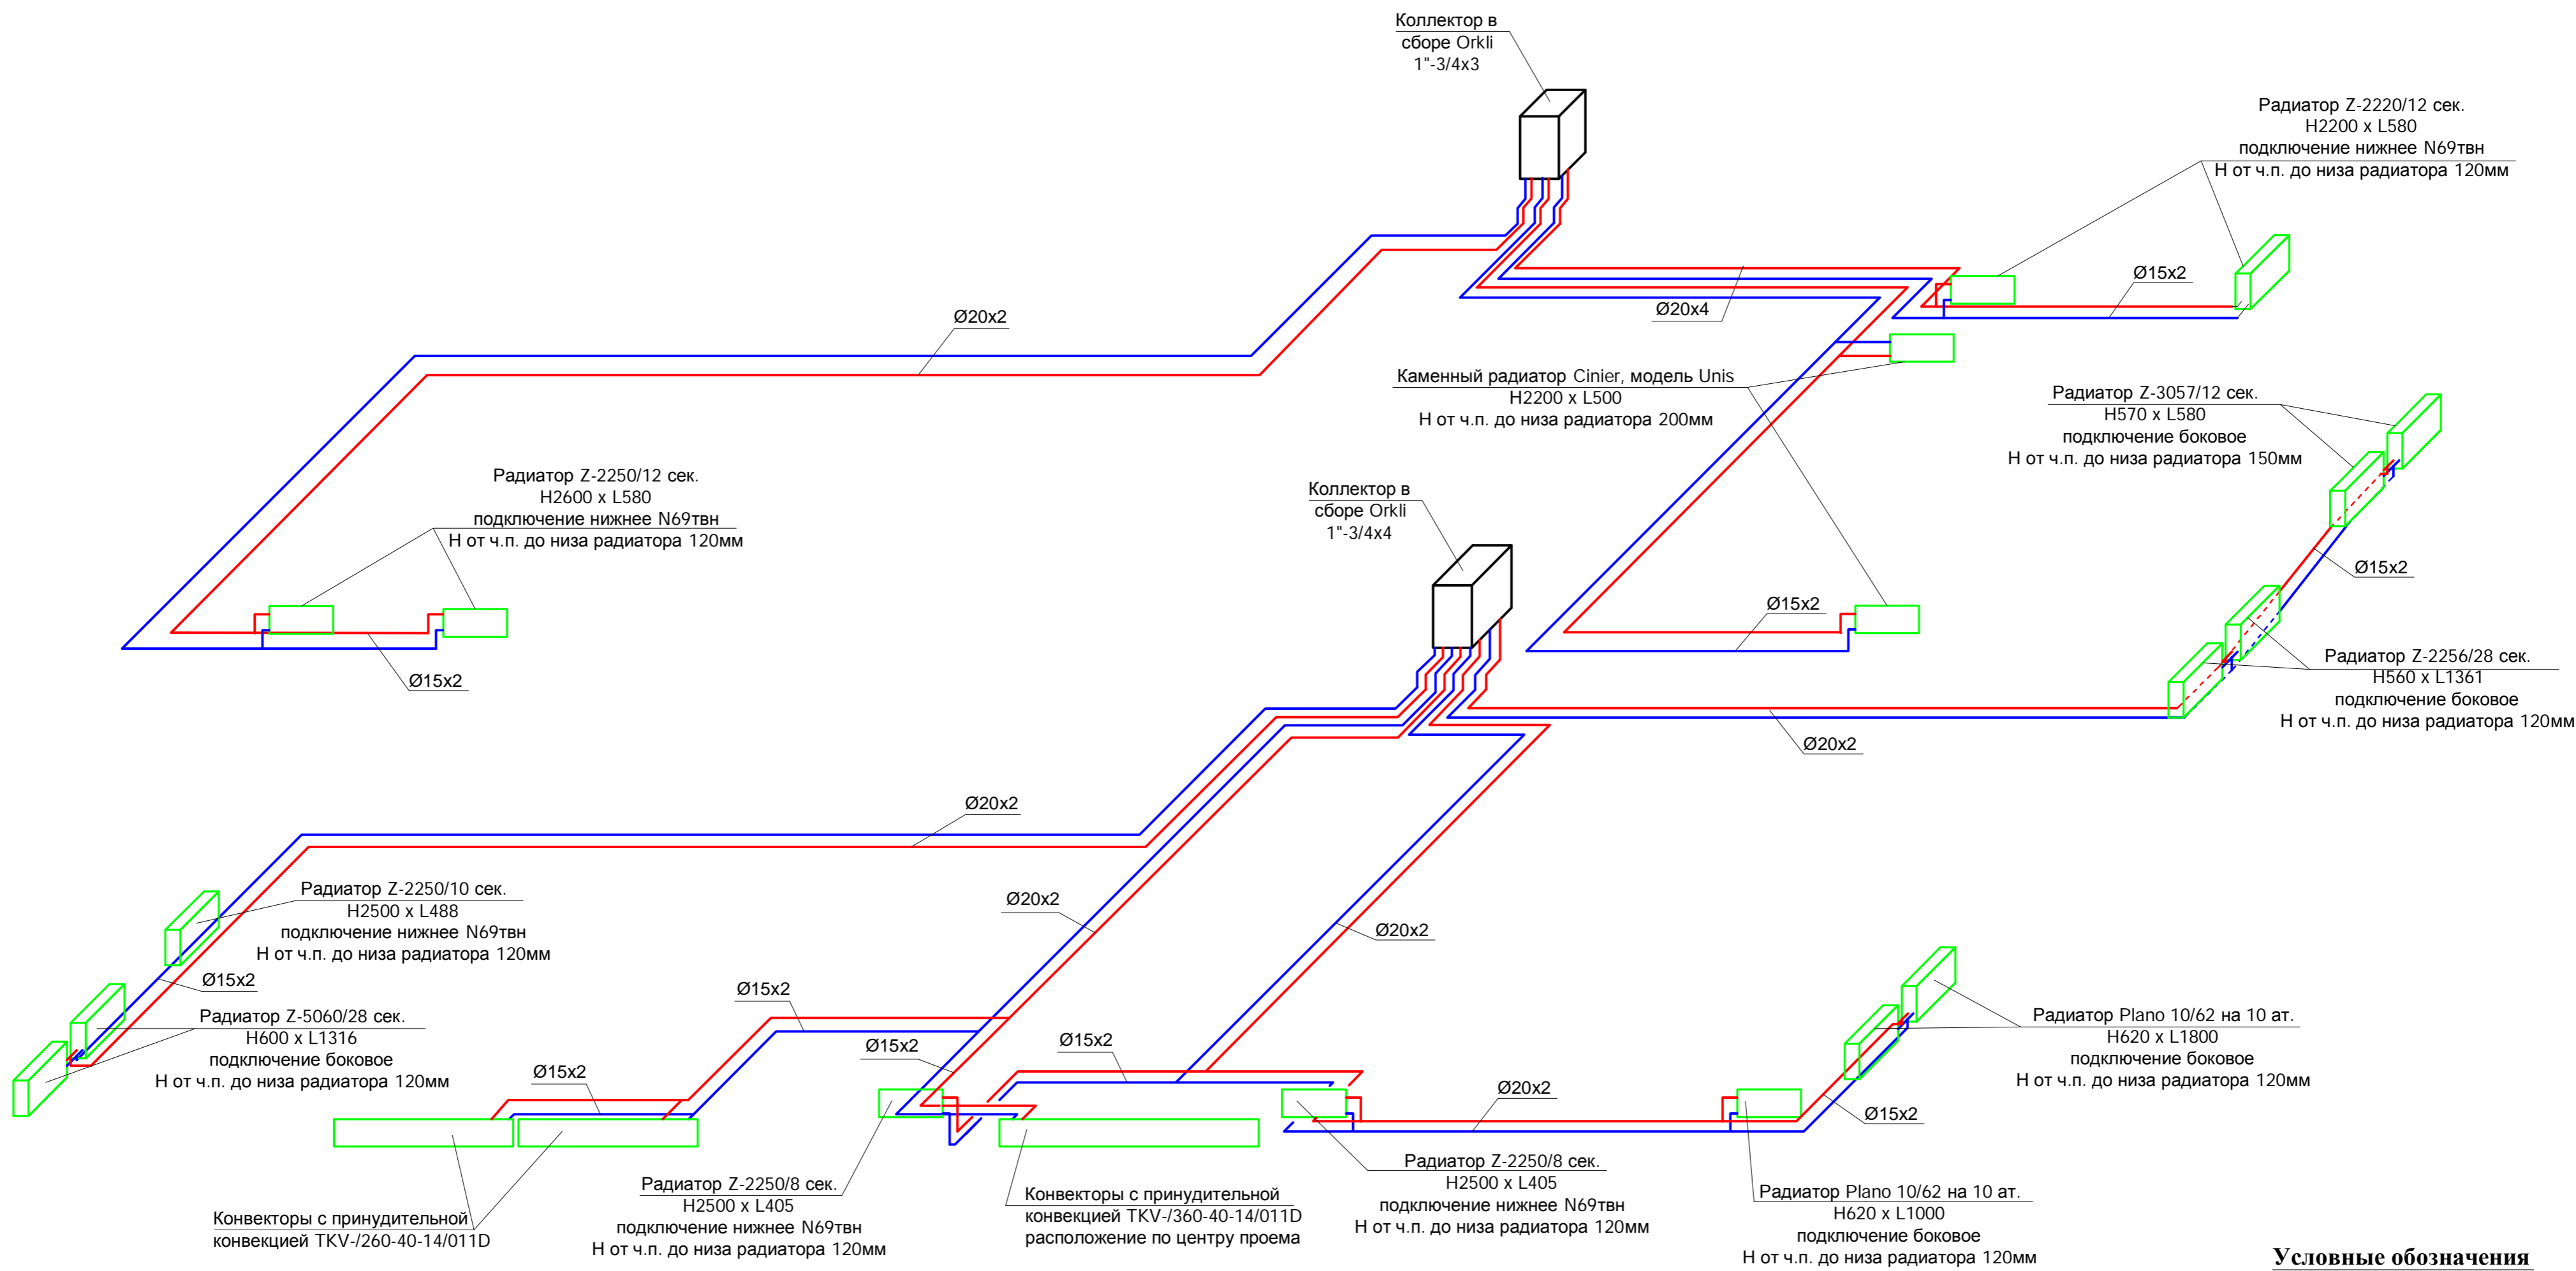 Коллектор в
сборе Orkli
1"-3/4x3
Радиатор Z-2220/12 сек.
H2200 x L580
подключение нижнее N69твн
Н от ч.п. до низа радиатора 120мм
Ø15x2
Ø20x2
Ø20x4
Каменный радиатор Cinier, модель Unis
H2200 x L500
Н от ч.п. до низа радиатора 200мм
Радиатор Z-3057/12 сек.
H570 x L580
подключение боковое
Н от ч.п. до низа радиатора 150мм
Радиатор Z-2250/12 сек.
H2600 x L580
подключение нижнее N69твн
Н от ч.п. до низа радиатора 120мм
Коллектор в
сборе Orkli
1"-3/4x4
Ø15x2
Ø15x2
Ø15x2
Радиатор Z-2256/28 сек.
H560 x L1361
подключение боковое
Н от ч.п. до низа радиатора 120мм
Ø20x2
Ø20x2
Радиатор Z-2250/10 сек.
H2500 x L488
подключение нижнее N69твн
Н от ч.п. до низа радиатора 120мм
Ø20x2
Ø20x2
Ø15x2
Ø15x2
Радиатор Z-5060/28 сек.
H600 x L1316
подключение боковое
Н от ч.п. до низа радиатора 120мм
Ø15x2
Ø15x2
Ø15x2
Ø20x2
Радиатор Plano 10/62 на 10 ат.
H620 x L1800
подключение боковое
Н от ч.п. до низа радиатора 120мм
Ø15x2
Конвекторы с принудительной
конвекцией TKV-/260-40-14/011D
Радиатор Z-2250/8 сек.
H2500 x L405
подключение нижнее N69твн
Н от ч.п. до низа радиатора 120мм
Конвекторы с принудительной
конвекцией TKV-/360-40-14/011D
расположение по центру проема
Радиатор Z-2250/8 сек.
H2500 x L405
подключение нижнее N69твн
Н от ч.п. до низа радиатора 120мм
Радиатор Plano 10/62 на 10 ат.
H620 x L1000
подключение боковое
Н от ч.п. до низа радиатора 120мм
Условные обозначения